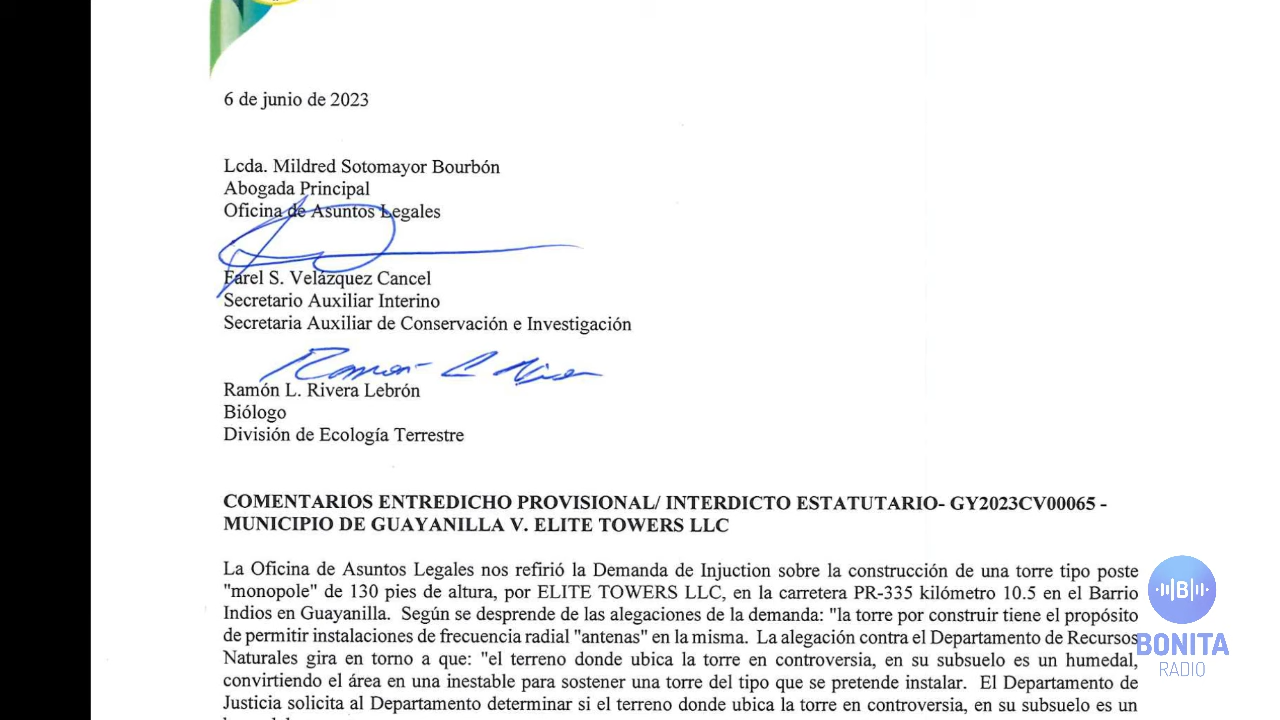 6 de junio de 2023
Lcda. Mildred Sotomayor Bourbón
Abogada Principal
Oficina de Asuntos Legales
Farel S. Velázquez Cancel
Secretario Auxiliar Interino
Secretaria Auxiliar de Conservación e Investigación
Ramón L. Rivera Lebrón
Biólogo
División de Ecología Terrestre
COMENTARIOS ENTREDICHO PROVISIONAL/ INTERDICTO ESTATUTARIO- GY2023CV00065 -
MUNICIPIO DE GUAYANILLA V. ELITE TOWERS LLC
La Oficina de Asuntos Legales nos refirió la Demanda de Injuction sobre la construcción de una torre tipo poste
"monopole" de 130 pies de altura, por ELITE TOWERS LLC, en la carretera PR-335 kilómetro 10.5 en el Barrio
Indios en Guayanilla. Según se desprende de las alegaciones de la demanda: "la torre por construir tiene el propósito
de permitir instalaciones de frecuencia radial "antenas" en la misma. La alegación contra el Departamento de Recursos
Naturales gira en torno a que: "el terreno donde ubica la torre en controversia, en su subsuelo es un humedal,
convirtiendo el área en una inestable para sostener una torre del tipo que se pretende instalar. El Departamento de
Justicia solicita al Departamento determinar si el terreno donde ubica la torre en controversia, en su subsuelo es un
B
BONITA
RADIO